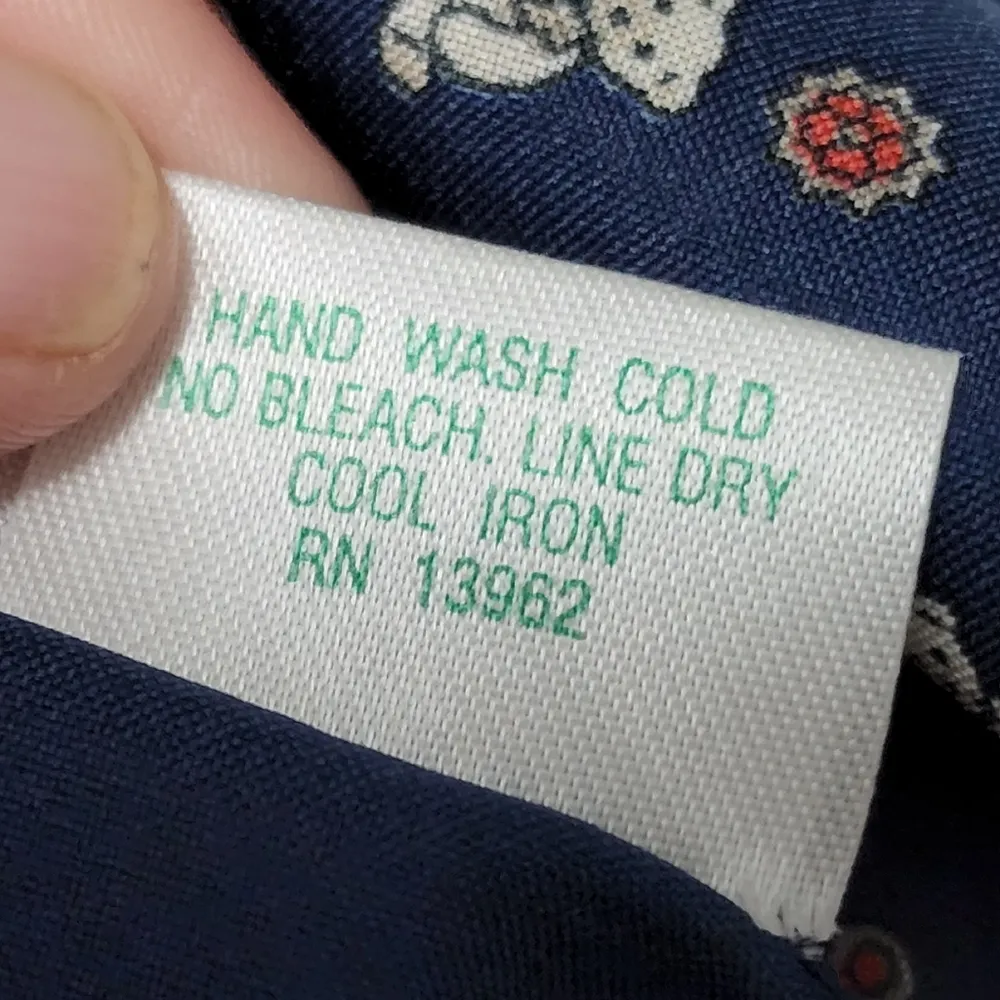 HAND WASH COLD
NO BLEACH. LINE DRY
COOL IRON
RN 13962